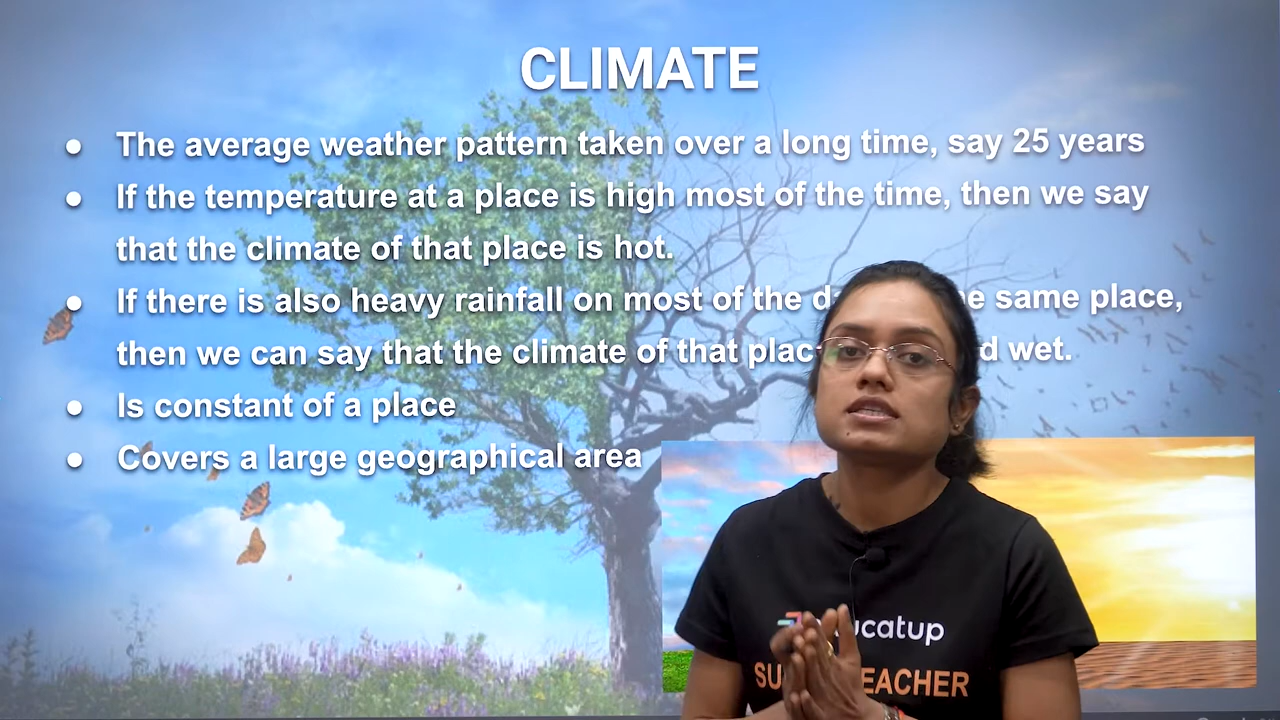 CLIMATE
● The average weather pattern taken over a long time, say 25 years
● If the temperature at a place is high most of the time, then we say
that the climate of that place is hot.
● If there is also heavy rainfall on most of the same place,
then we can say that the climate of that wet.
● Is constant of a place
● Covers a large geographical area
ucatup
SU EACHER